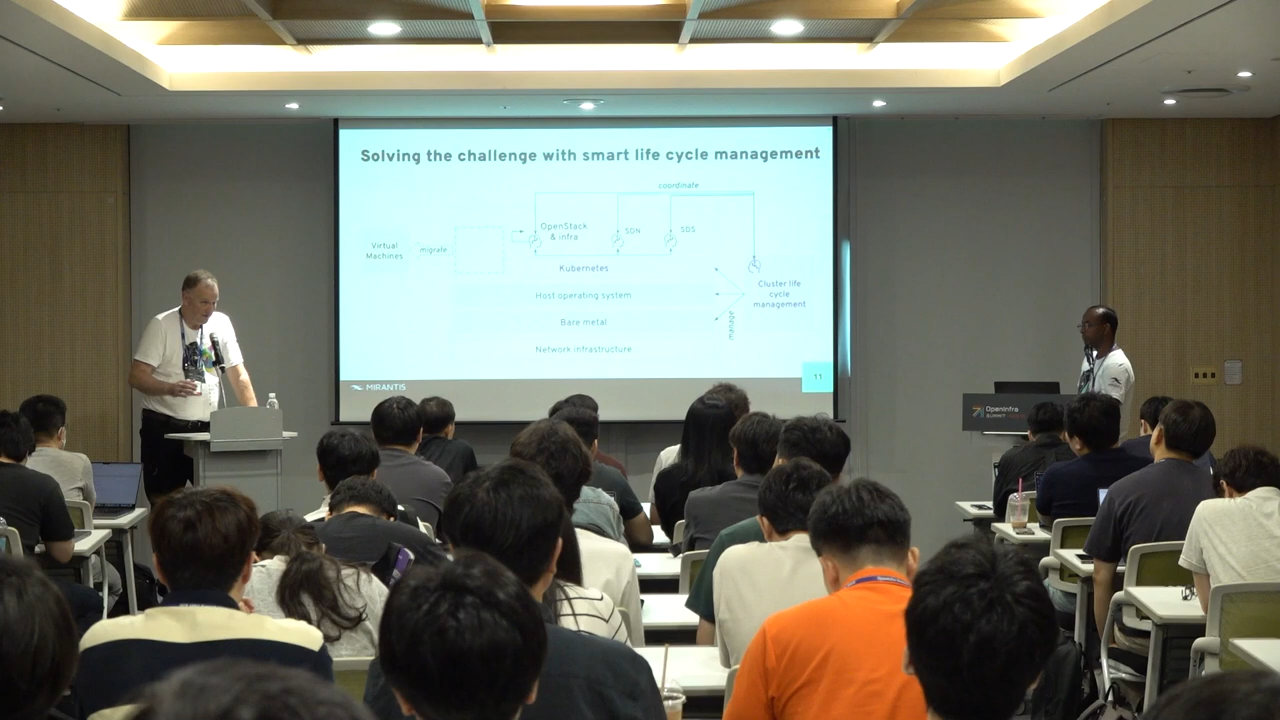 Solving the challenge with smart life cycle management
coordinate
OpenStack
& infra
SDN
SDS
Virtual
Machines
migrate
Kubernetes
Host operating system
Bare metal
Network infrastructure
Cluster life
cycle
management
manage
MIRANTIS
11
OpenInfra
SUMMIT